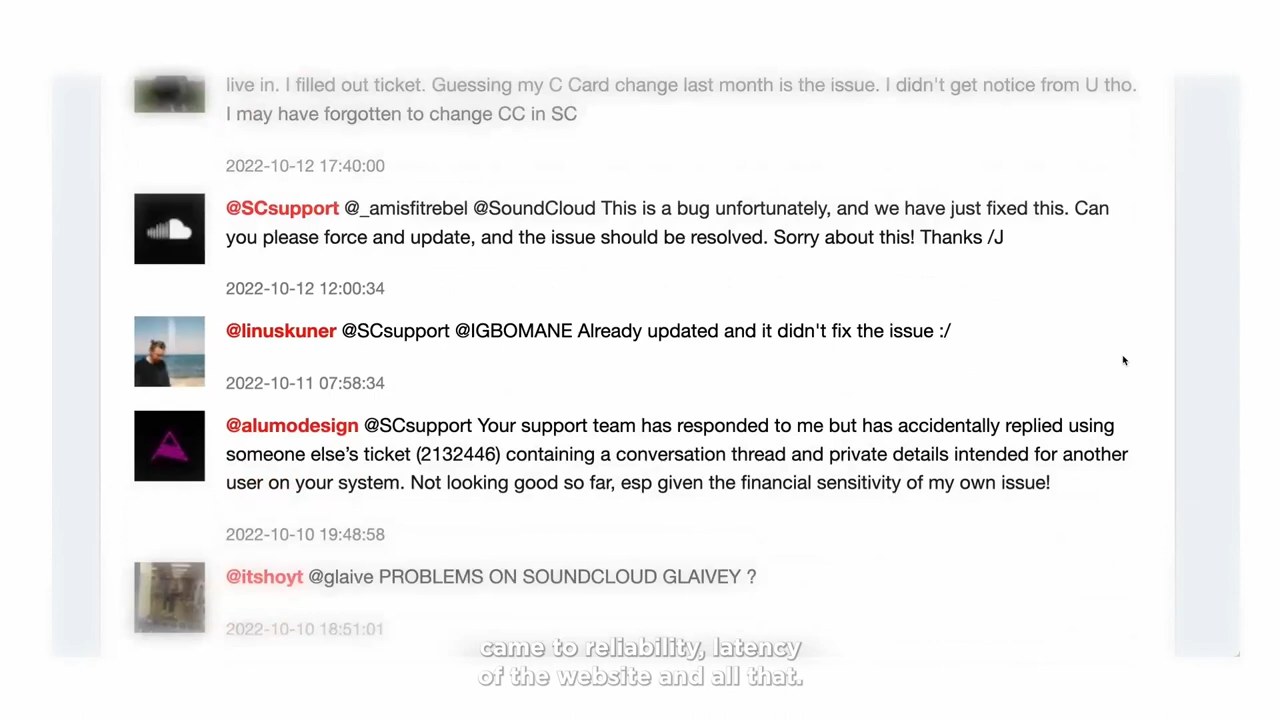 live in. I filled out ticket. Guessing my C Card change last month is the issue. I didn't get notice from U tho.
I may have forgotten to change CC in SC
2022-10-12 17:40:00
@SCsupport @_amisfitrebel @SoundCloud This is a bug unfortunately, and we have just fixed this. Can
you please force and update, and the issue should be resolved. Sorry about this! Thanks /J
2022-10-12 12:00:34
@linuskuner @SCsupport @IGBOMANE Already updated and it didn't fix the issue :/
2022-10-11 07:58:34
@alumodesign @SCsupport Your support team has responded to me but has accidentally replied using
someone else’s ticket (2132446) containing a conversation thread and private details intended for another
user on your system. Not looking good so far, esp given the financial sensitivity of my own issue!
2022-10-10 19:48:58
@itshoyt @glaive PROBLEMS ON SOUNDCLOUD GLAIVEY ?
2022-10-10 18:51:01
came to reliability, latency
of the website and all that.